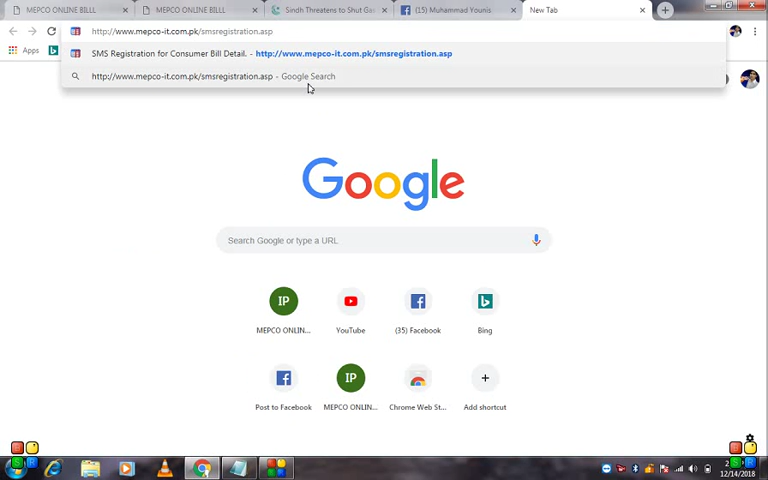 MEPCO ONLINE BILLL
MEPCO ONLINE BILLL
Sindh Threatens to Shut Gas
(15) Muhammad Younis
New Tab
http://www.mepco-it.com.pk/smsregistration.asp
Apps
SMS Registration for Consumer Bill Detail. - http://www.mepco-it.com.pk/smsregistration.asp
http://www.mepco-it.com.pk/smsregistration.asp - Google Search
Google
Search Google or type a URL
IP
MEPCO ONLIN...
YouTube
(35) Facebook
Bing
Post to Facebook
IP
MEPCO ONLIN...
Chrome Web St...
Add shortcut
12/14/2018